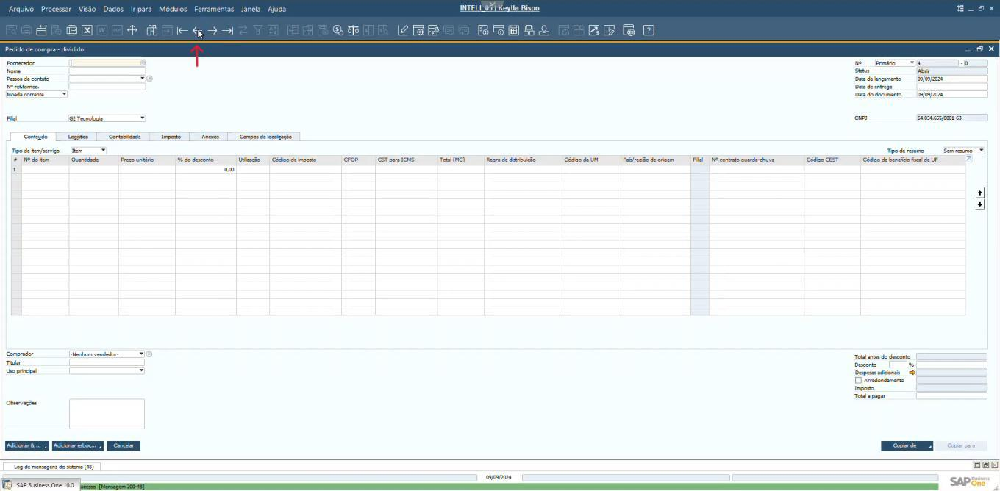 Arquivo Processar Visão Dados Ir para Módulos Ferramentas Janela Ajuda
INTELI_05 | Keylla Bispo
Pedido de compra - dividido
Fornecedor
Nome
Pessoa de contato
Nº ref.fornec.
Moeda corrente
Filial G2 Tecnologia
Nº Primário 4 - 0
Status Abrir
Data de lançamento 09/09/2024
Data de entrega
Data do documento 09/09/2024
CNPJ 64.034.655/0001-63
Conteúdo Logística Contabilidade Imposto Anexos Campos de localização
Tipo de item/serviço Item
Tipo de resumo Sem resumo
# Nº do item Quantidade Preço unitário % do desconto Utilização Código de imposto CFOP CST para ICMS Total (MC) Regra de distribuição Código da UM País/região de origem Filial Nº contrato guarda-chuva Código CEST Código de benefício fiscal de UF
1 0,00
Comprador -Nenhum vendedor-
Titular
Uso principal
Observações
Total antes do desconto
Desconto %
Despesas adicionais
Arredondamento
Imposto
Total a pagar
Adicionar & ... Adicionar esboç... Cancelar
Copiar de Copiar para
Log de mensagens do sistema (48)
09/09/2024
SAP Business One 10.0
ucesso [Mensagem 200-48]
SAP Business One